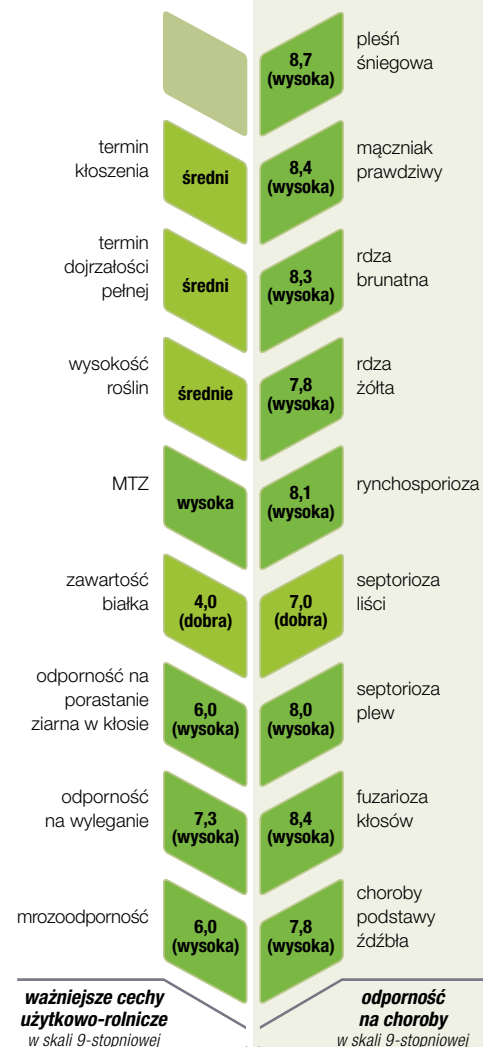 8,7
(wysoka)
pleśń
śniegowa
termin
kłoszenia
średni
8,4
(wysoka)
mączniak
prawdziwy
termin
dojrzałości
pełnej
średni
8,3
(wysoka)
rdza
brunatna
wysokość
roślin
średnie
7,8
(wysoka)
rdza
żółta
MTZ
wysoka
8,1
(wysoka)
rynchosporioza
zawartość
białka
4,0
(dobra)
7,0
(dobra)
septorioza
liści
odporność na
porastanie
ziarna w kłosie
6,0
(wysoka)
8,0
(wysoka)
septorioza
plew
odporność
na wyleganie
7,3
(wysoka)
8,4
(wysoka)
fuzarioza
kłosów
mrozoodporność
6,0
(wysoka)
7,8
(wysoka)
choroby
podstawy
źdźbła
ważniejsze cechy
użytkowo-rolnicze
w skali 9-stopniowej
odporność
na choroby
w skali 9-stopniowej